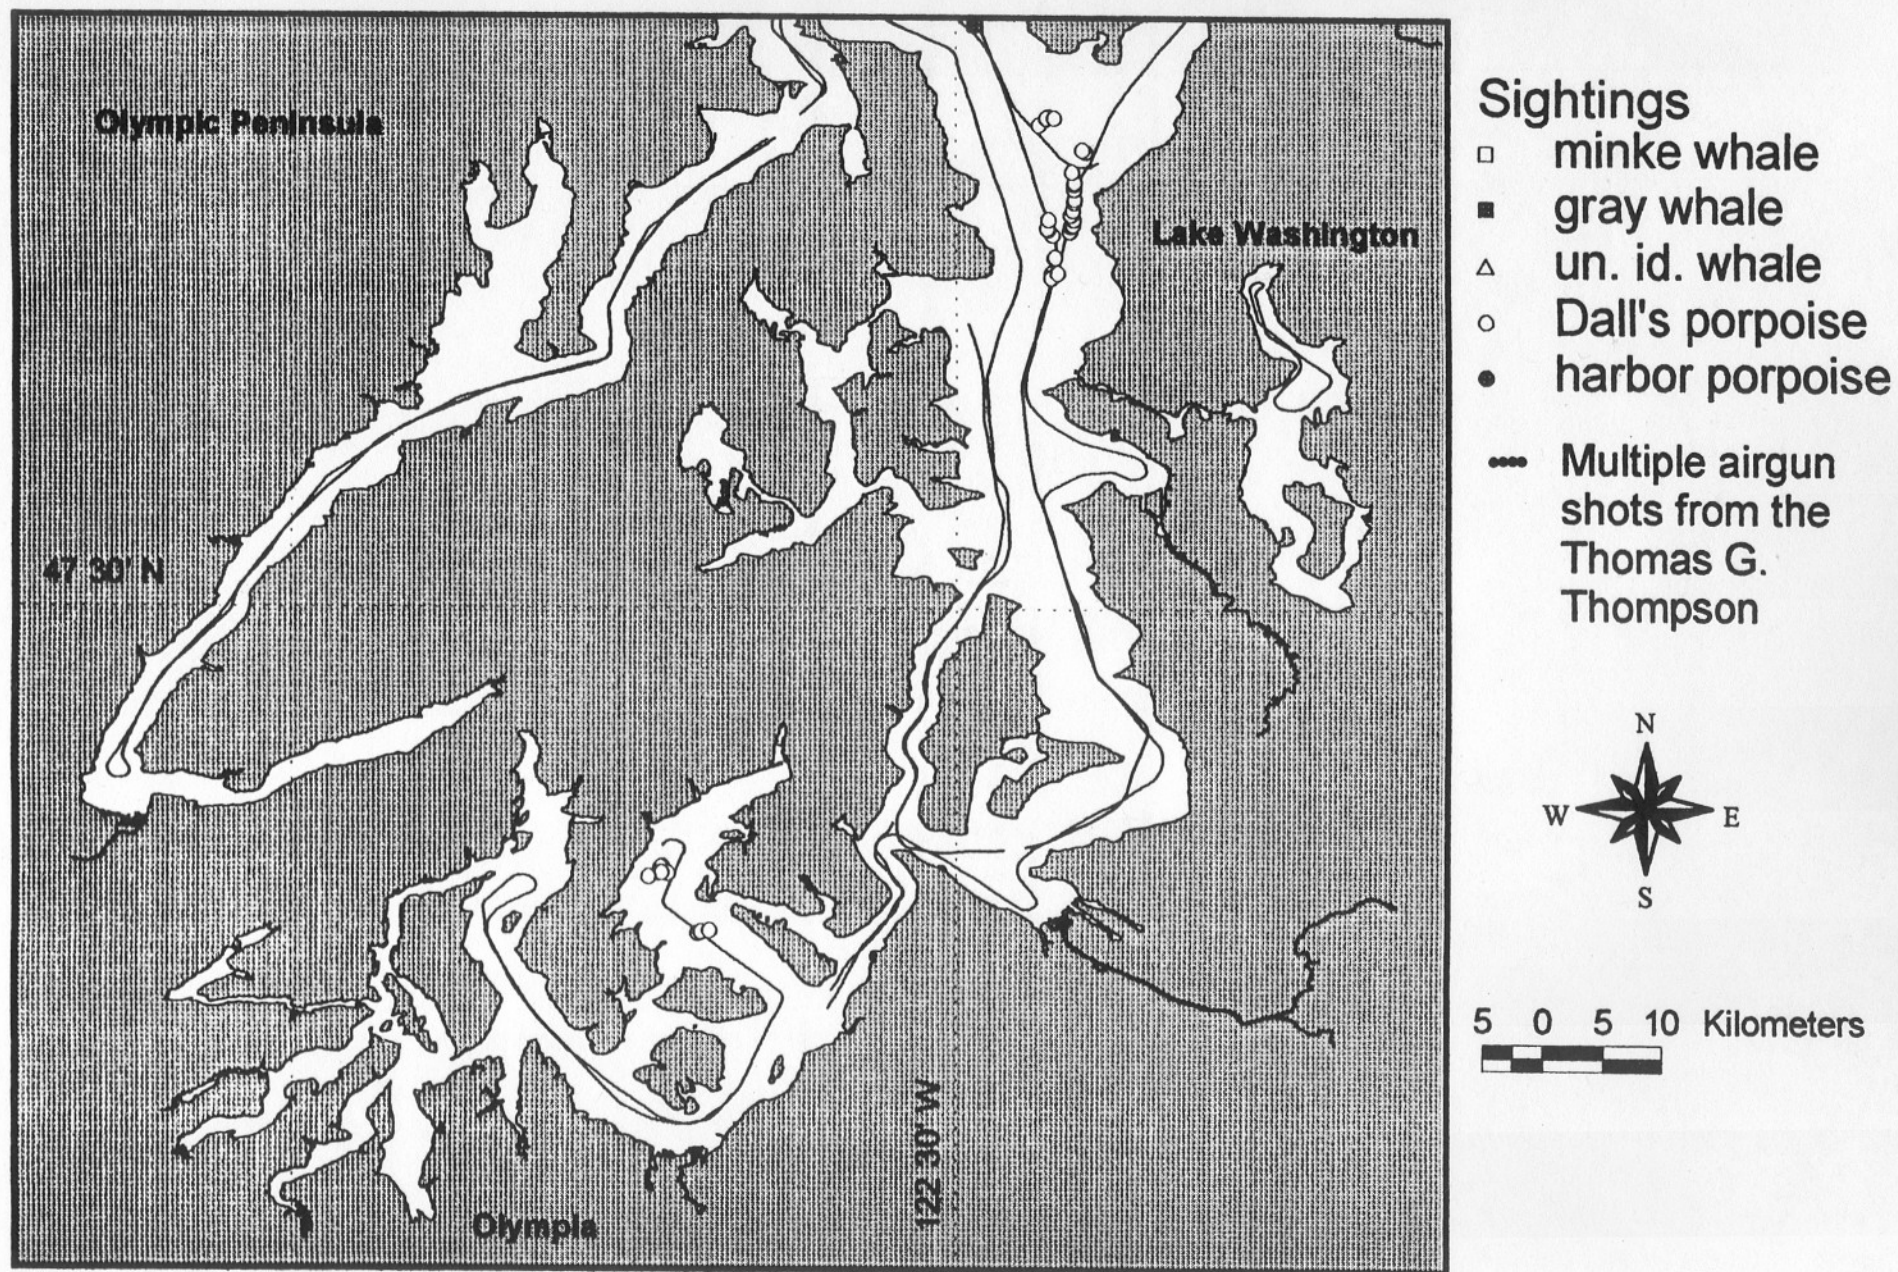 Olympic Peninsula
Lake Washington
47 30' N
122 30' W
Olympia
Sightings
minke whale
gray whale
un. id. whale
Dall's porpoise
harbor porpoise
Multiple airgun
shots from the
Thomas G.
Thompson
N
W E
S
5 0 5 10 Kilometers